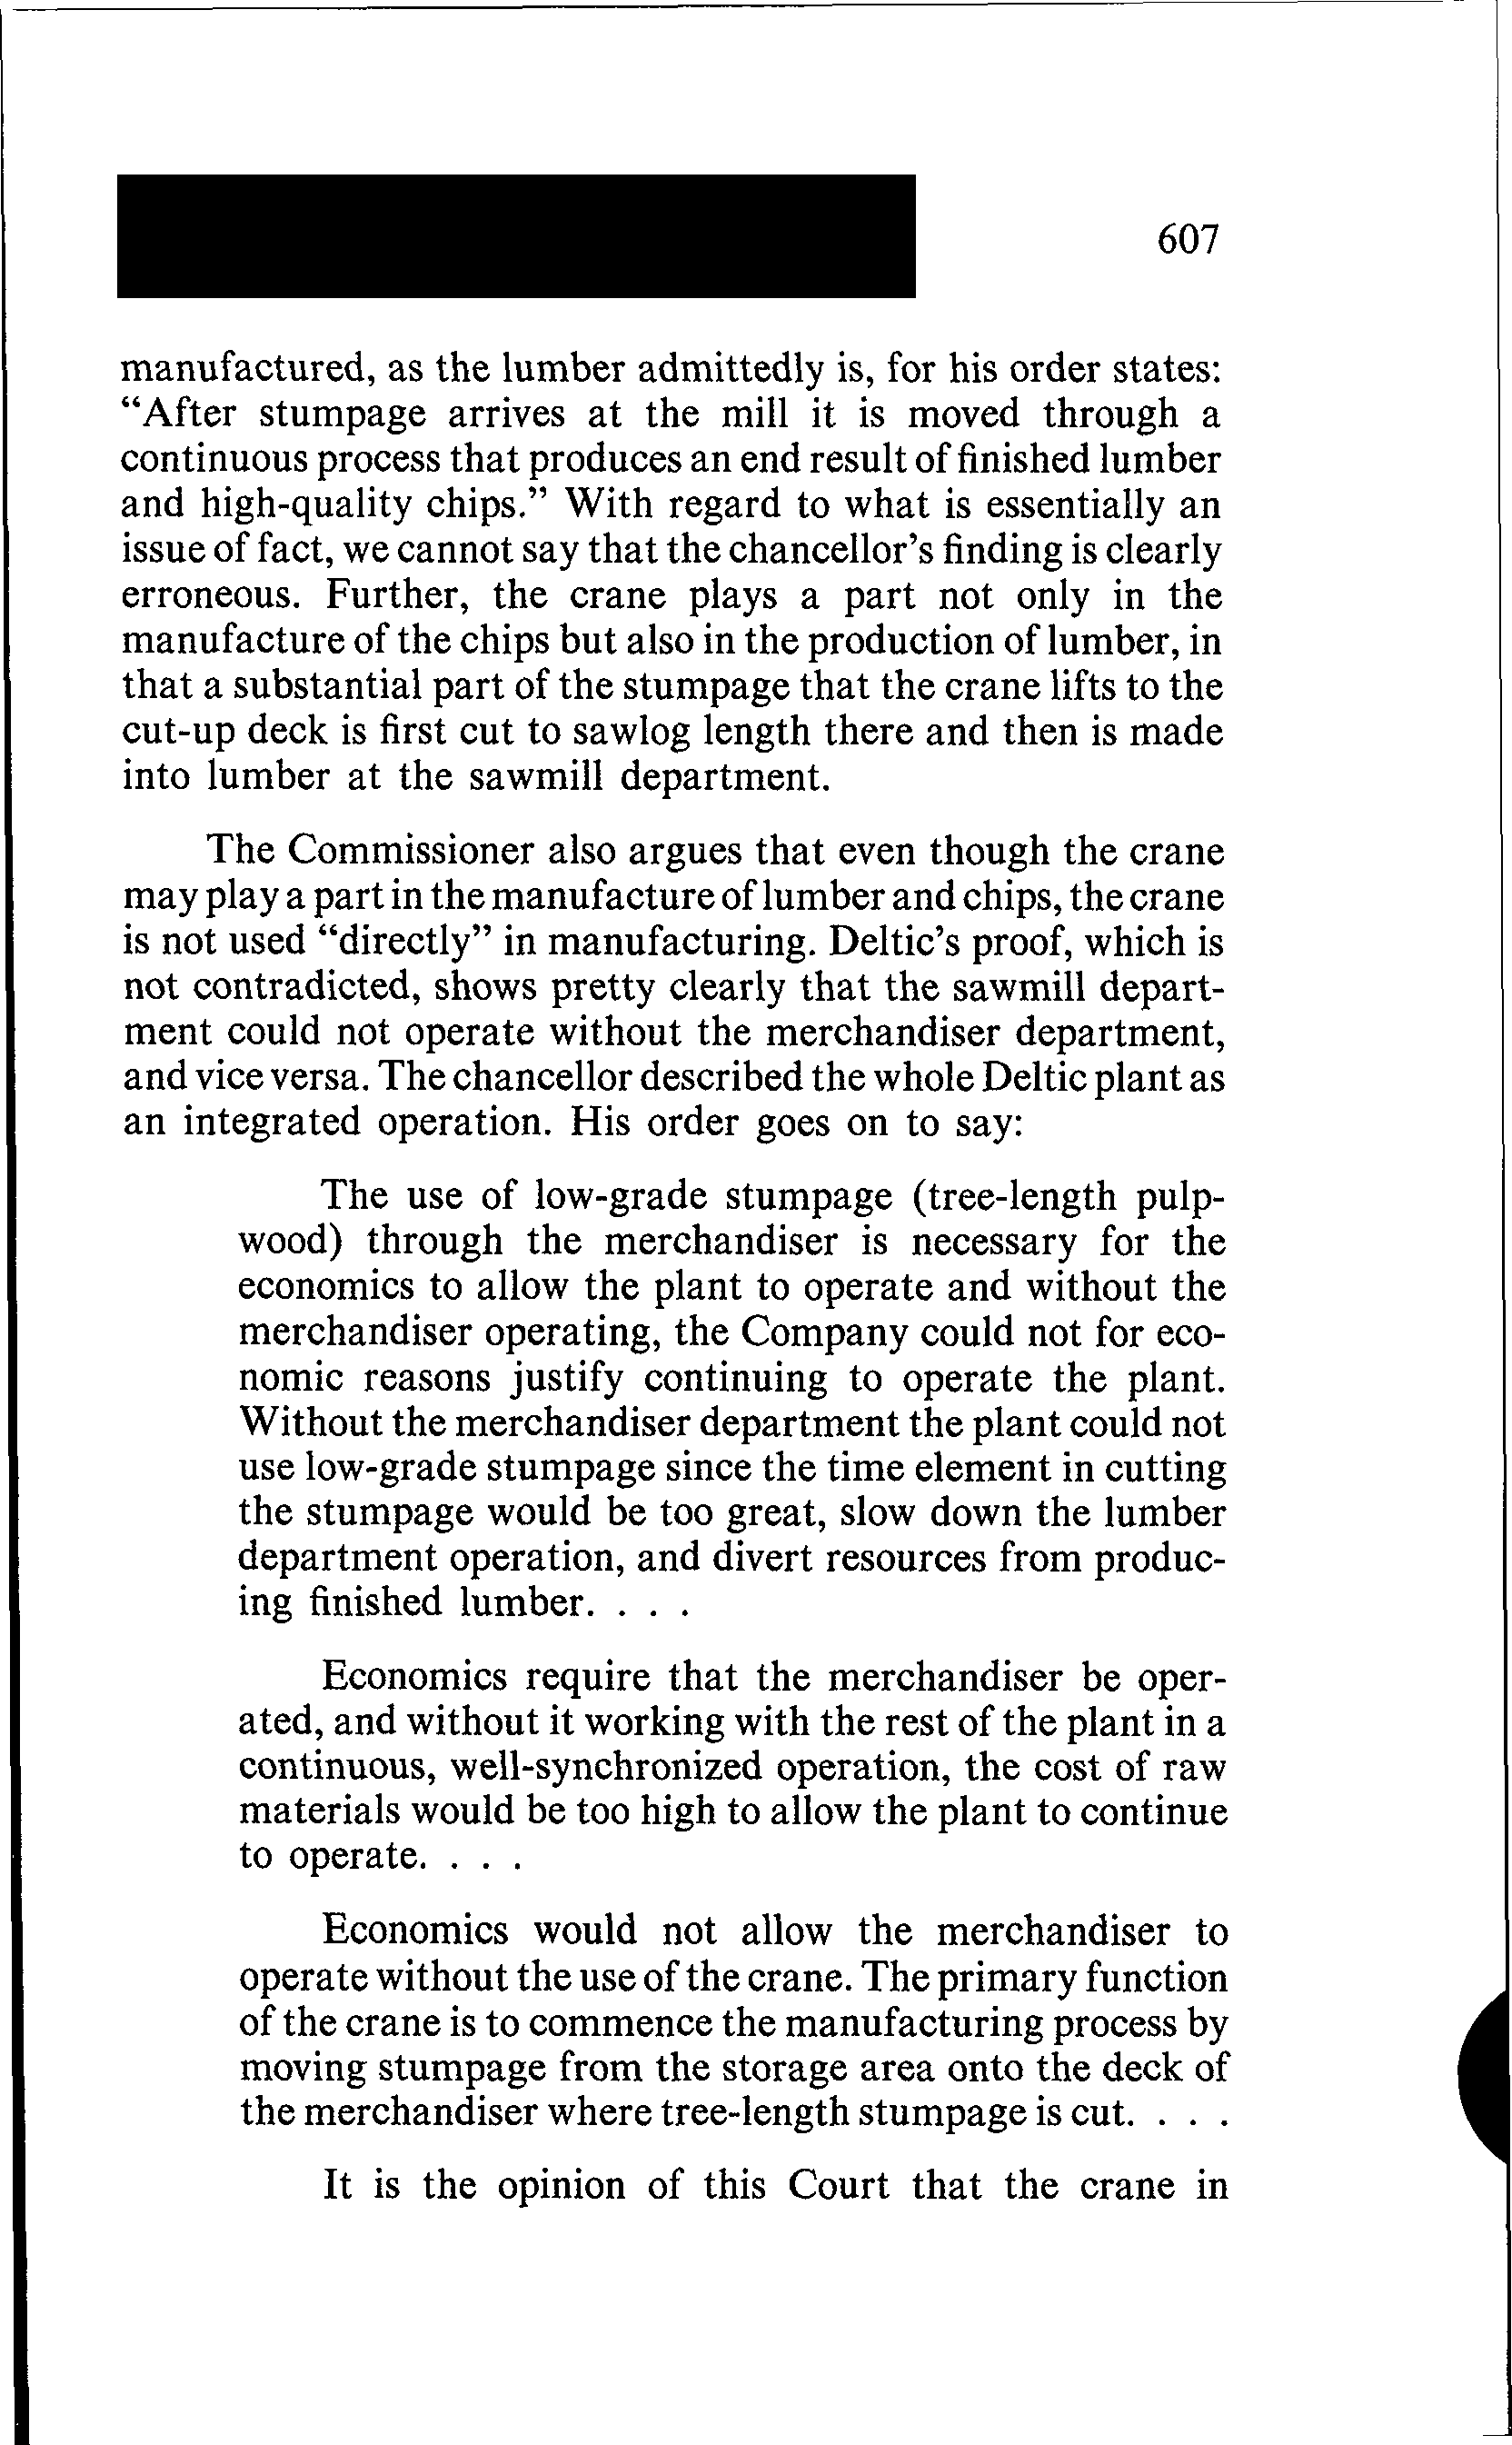 607
manufactured, as the lumber admittedly is, for his order states:
“After stumpage arrives at the mill it is moved through a
continuous process that produces an end result of finished lumber
and high-quality chips.” With regard to what is essentially an
issue of fact, we cannot say that the chancellor’s finding is clearly
erroneous. Further, the crane plays a part not only in the
manufacture of the chips but also in the production of lumber, in
that a substantial part of the stumpage that the crane lifts to the
cut-up deck is first cut to sawlog length there and then is made
into lumber at the sawmill department.
The Commissioner also argues that even though the crane
may play a part in the manufacture of lumber and chips, the crane
is not used “directly” in manufacturing. Deltic’s proof, which is
not contradicted, shows pretty clearly that the sawmill depart-
ment could not operate without the merchandiser department,
and vice versa. The chancellor described the whole Deltic plant as
an integrated operation. His order goes on to say:
The use of low-grade stumpage (tree-length pulp-
wood) through the merchandiser is necessary for the
economics to allow the plant to operate and without the
merchandiser operating, the Company could not for eco-
nomic reasons justify continuing to operate the plant.
Without the merchandiser department the plant could not
use low-grade stumpage since the time element in cutting
the stumpage would be too great, slow down the lumber
department operation, and divert resources from produc-
ing finished lumber. . . .
Economics require that the merchandiser be oper-
ated, and without it working with the rest of the plant in a
continuous, well-synchronized operation, the cost of raw
materials would be too high to allow the plant to continue
to operate. . . .
Economics would not allow the merchandiser to
operate without the use of the crane. The primary function
of the crane is to commence the manufacturing process by
moving stumpage from the storage area onto the deck of
the merchandiser where tree-length stumpage is cut. . . .
It is the opinion of this Court that the crane in